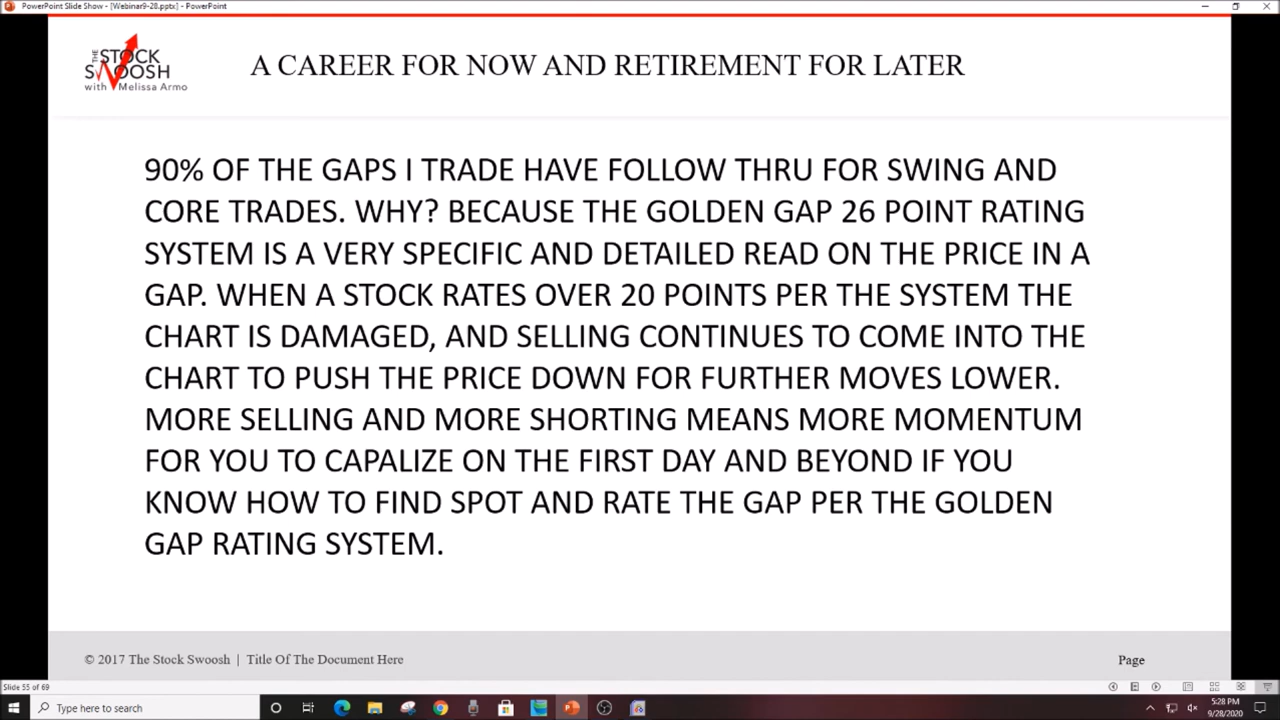 PowerPoint Slide Show - [Webinar9-28.pptx] - PowerPoint
THE STOCK
SWOOSH
with Melissa Armo
A CAREER FOR NOW AND RETIREMENT FOR LATER
90% OF THE GAPS I TRADE HAVE FOLLOW THRU FOR SWING AND
CORE TRADES. WHY? BECAUSE THE GOLDEN GAP 26 POINT RATING
SYSTEM IS A VERY SPECIFIC AND DETAILED READ ON THE PRICE IN A
GAP. WHEN A STOCK RATES OVER 20 POINTS PER THE SYSTEM THE
CHART IS DAMAGED, AND SELLING CONTINUES TO COME INTO THE
CHART TO PUSH THE PRICE DOWN FOR FURTHER MOVES LOWER.
MORE SELLING AND MORE SHORTING MEANS MORE MOMENTUM
FOR YOU TO CAPALIZE ON THE FIRST DAY AND BEYOND IF YOU
KNOW HOW TO FIND SPOT AND RATE THE GAP PER THE GOLDEN
GAP RATING SYSTEM.
© 2017 The Stock Swoosh | Title Of The Document Here
Page
Slide 55 of 69
Type here to search
5:28 PM
9/28/2020